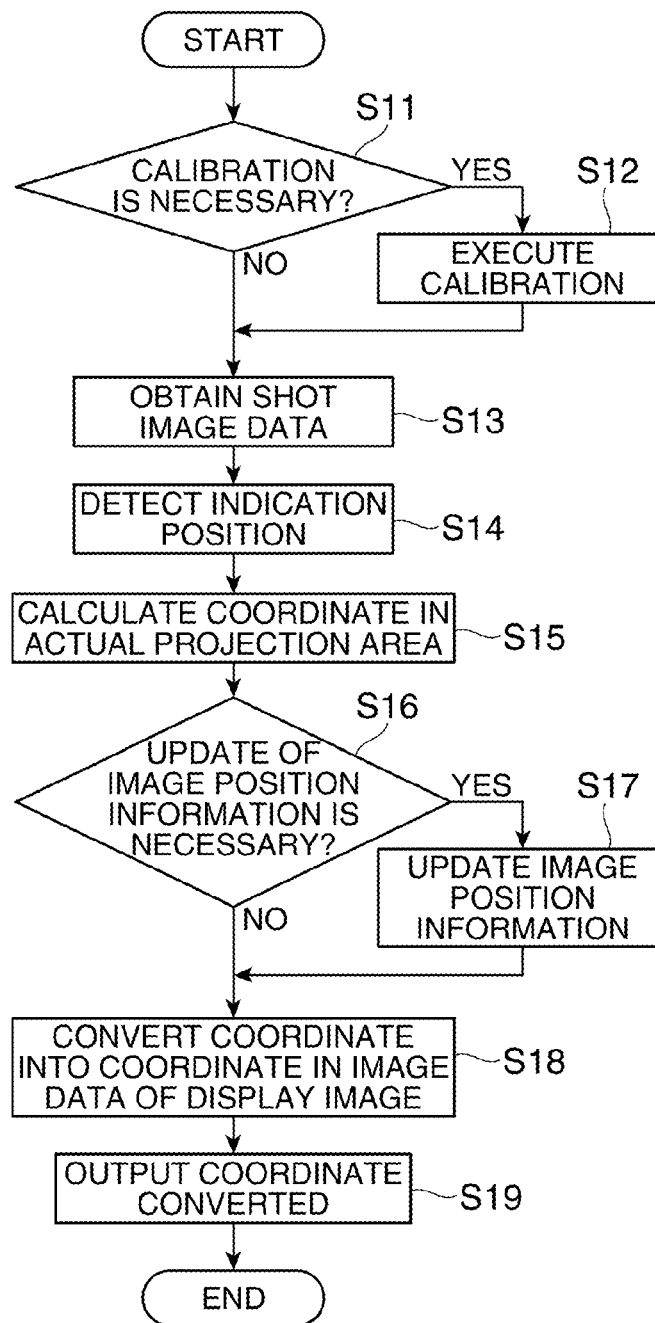 START
S11
CALIBRATION
IS NECESSARY?
YES
S12
EXECUTE
CALIBRATION
NO
OBTAIN SHOT
IMAGE DATA
S13
DETECT INDICATION
POSITION
S14
CALCULATE COORDINATE IN
ACTUAL PROJECTION AREA
S15
S16
UPDATE OF
IMAGE POSITION
INFORMATION IS
NECESSARY?
YES
S17
UPDATE IMAGE
POSITION
INFORMATION
NO
CONVERT COORDINATE
INTO COORDINATE IN IMAGE
DATA OF DISPLAY IMAGE
S18
OUTPUT COORDINATE
CONVERTED
S19
END